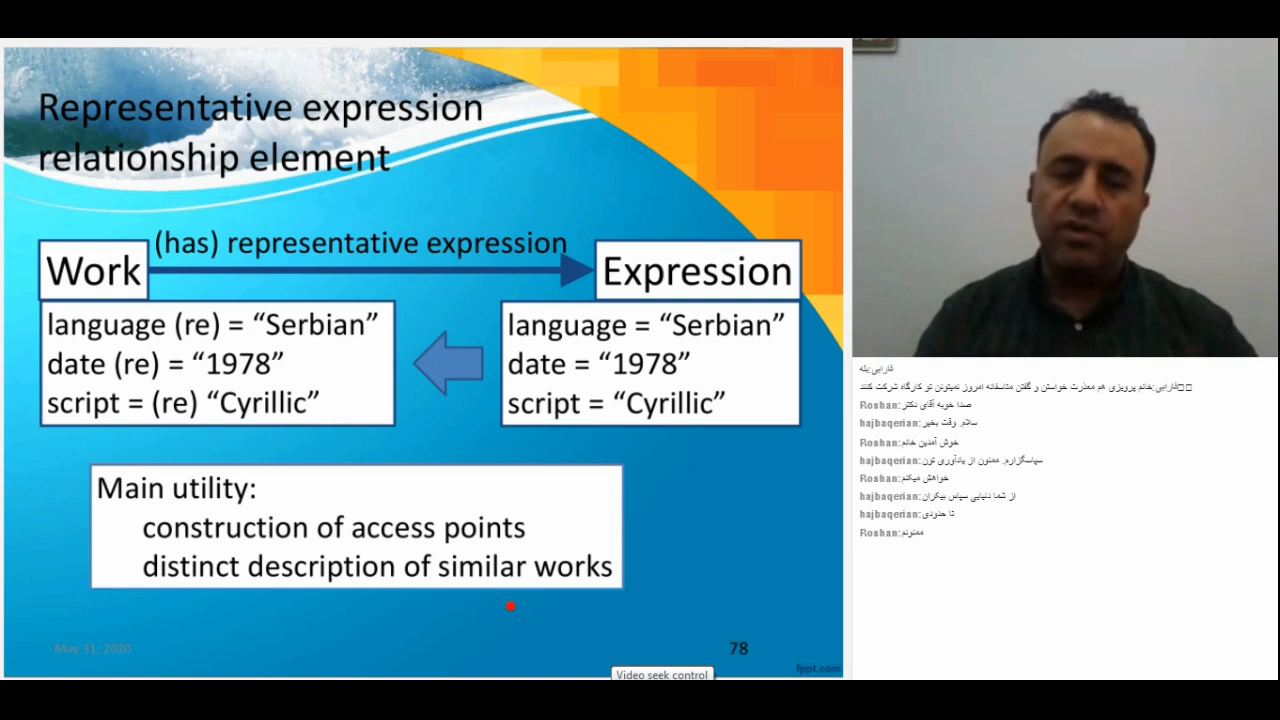 Representative expression
relationship element
(has) representative expression
Work
Expression
language (re) = “Serbian”
date (re) = “1978”
script = (re) “Cyrillic”
language = “Serbian”
date = “1978”
script = “Cyrillic”
Main utility:
construction of access points
distinct description of similar works
May 31, 2020
78
fppt.com
Video seek control
فارابی:بله
فارابی:خانم پرویزی هم معذرت خواستن و گفتن متاسفانه امروز نمیتونن تو کارگاه شرکت کنند
Roshan:صدا خوبه آقای دکتر
hajbaqerian:سلام. وقت بخیر
Roshan:خوش آمدین خانم
hajbaqerian:سپاسگزارم. ممنون از یادآوری تون
Roshan:خواهش میکنم
hajbaqerian:از شما دنیایی سپاس بیکران
hajbaqerian:تا حدودی
Roshan:ممنونم